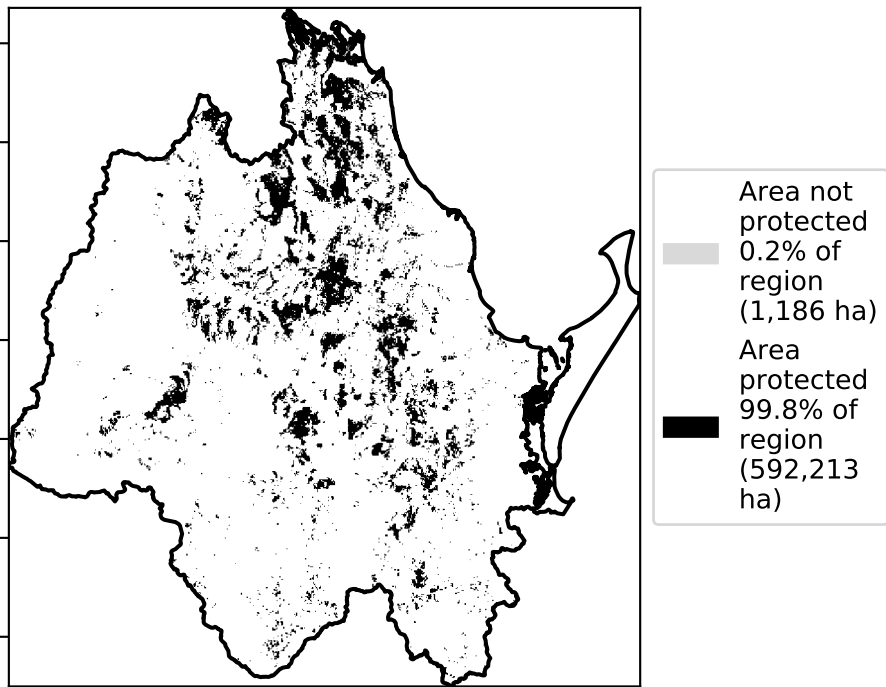 Area not
protected
0.2% of
region
(1,186 ha)
Area
protected
99.8% of
region
(592,213
ha)